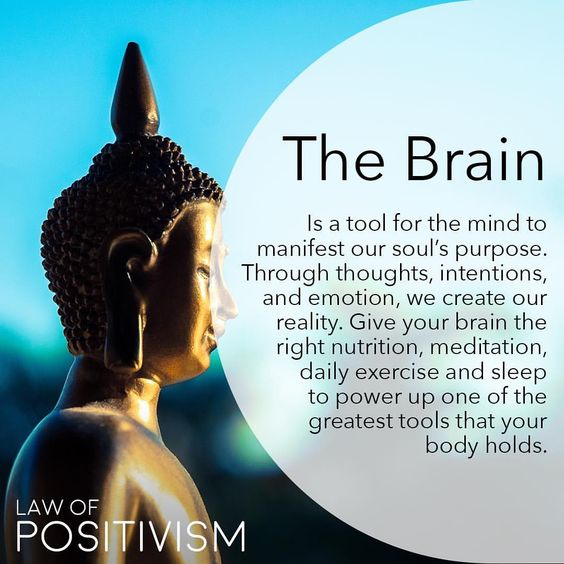 The Brain
Is a tool for the mind to
manifest our soul's purpose.
Through thoughts, intentions,
and emotion, we create our
reality. Give your brain the
right nutrition, meditation,
daily exercise and sleep
to power up one of the
greatest tools that your
body holds.
LAW OF
POSITIVISM